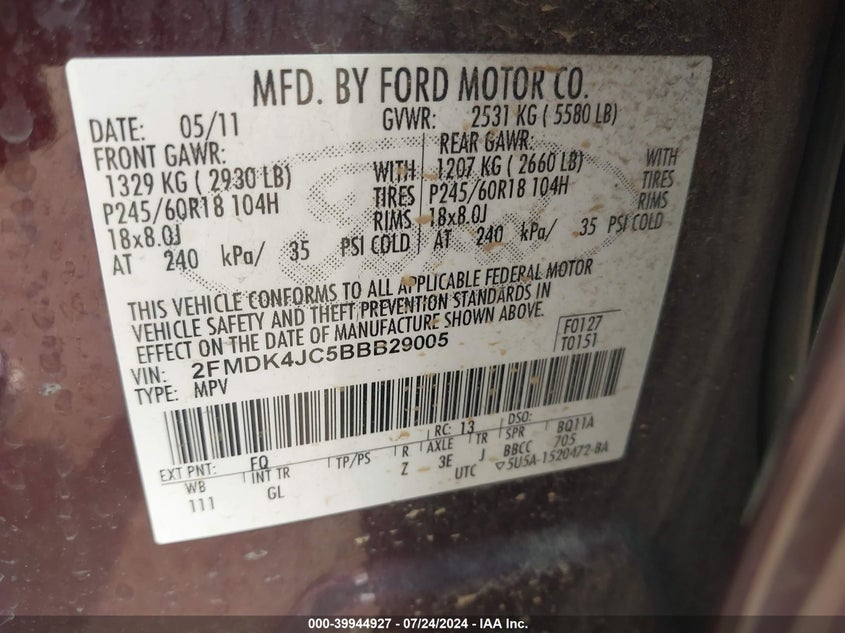 MFD. BY FORD MOTOR CO.
DATE: 05/11 GVWR: 2531 KG ( 5580 LB)
FRONT GAWR: REAR GAWR:
1329 KG ( 2930 LB) WITH 1207 KG ( 2660 LB) WITH
P245/60R18 104H TIRES P245/60R18 104H TIRES
18x8.0J RIMS 18x8.0J RIMS
AT 240 kPa/ 35 PSI COLD AT 240 kPa/ 35 PSI COLD
THIS VEHICLE CONFORMS TO ALL APPLICABLE FEDERAL MOTOR
VEHICLE SAFETY AND THEFT PREVENTION STANDARDS IN
EFFECT ON THE DATE OF MANUFACTURE SHOWN ABOVE.
F0127
T0151
VIN: 2FMDK4JC5BBB29005
TYPE: MPV
EXT PNT: FQ RC: 13 DSO:
WB INT TR TP/PS R AXLE TR SPR BQ11A
111 GL Z 3E J BBCC 705
UTC ▽5U5A-1520472-BA
000-39944927 - 07/24/2024 - IAA Inc.